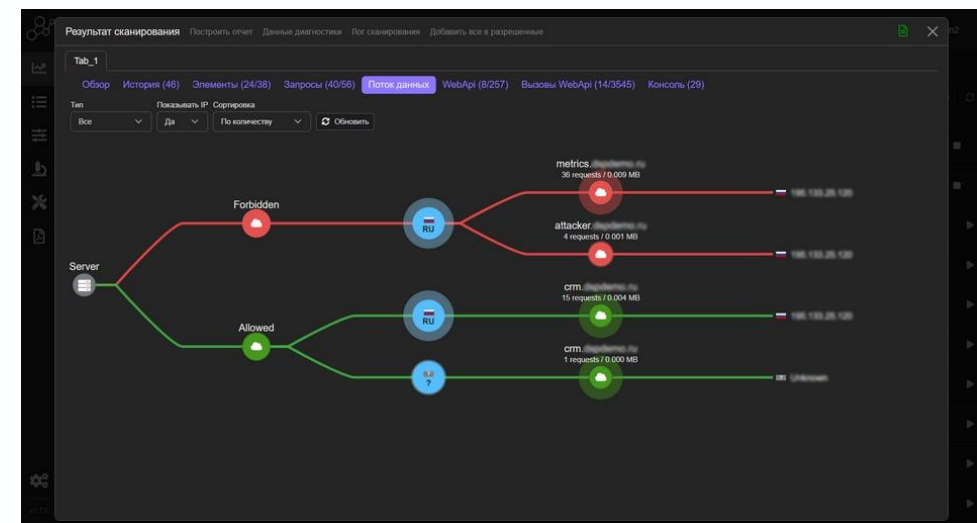 Результат сканирования Построить отчет Данные диагностики Лог сканирования Добавить все в разрешенные
Tab_1
Обзор История (46) Элементы (24/38) Запросы (40/56) Поток данных WebApi (8/257) Вызовы WebApi (14/3545) Консоль (29)
Тип Показывать IP Сортировка
Все Да По количеству Обновить
metrics.
36 requests / 0.009 MB
Forbidden
RU
attacker.
4 requests / 0.001 MB
Server
crm.
15 requests / 0.004 MB
Allowed
RU
crm.
1 requests / 0.000 MB
?